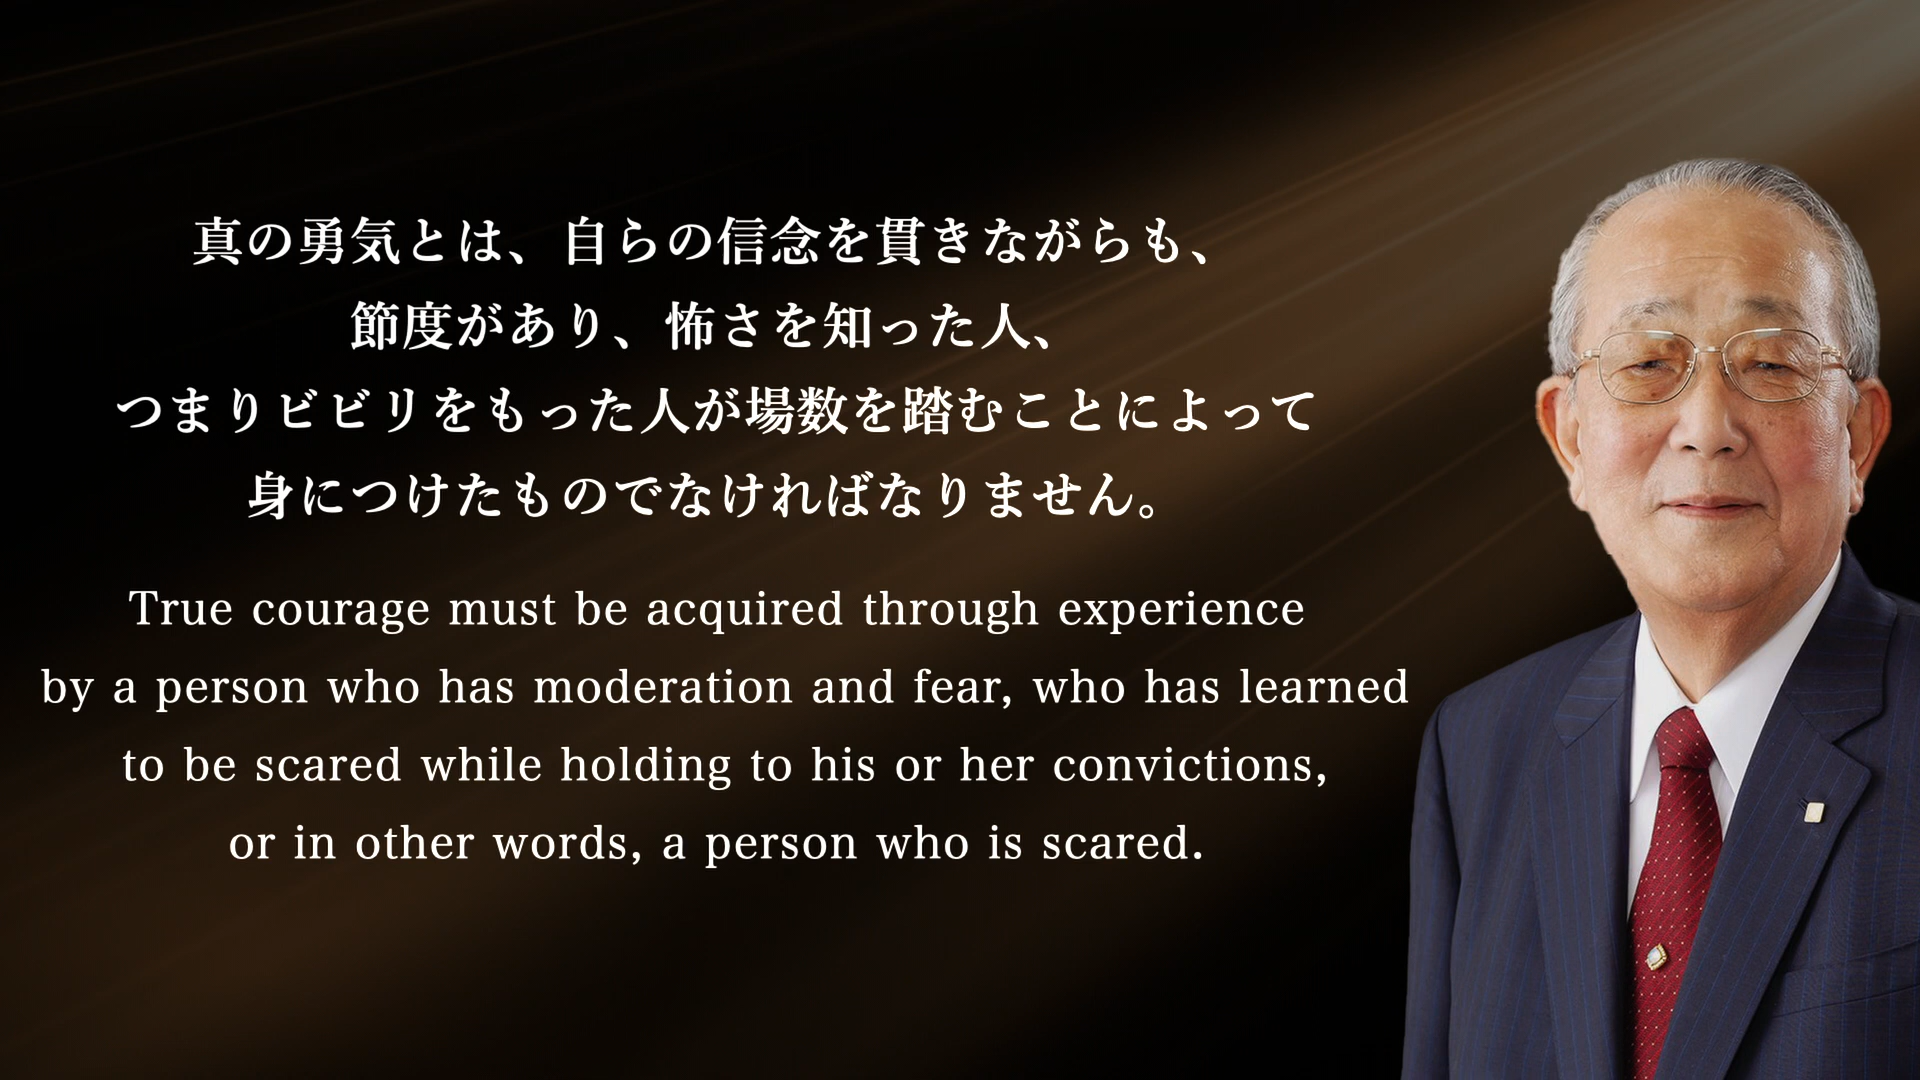 真の勇気とは、自らの信念を貫きながらも、
節度があり、怖さを知った人、
つまりビビリをもった人が場数を踏むことによって
身につけたものでなければなりません。
True courage must be acquired through experience
by a person who has moderation and fear, who has learned
to be scared while holding to his or her convictions,
or in other words, a person who is scared.